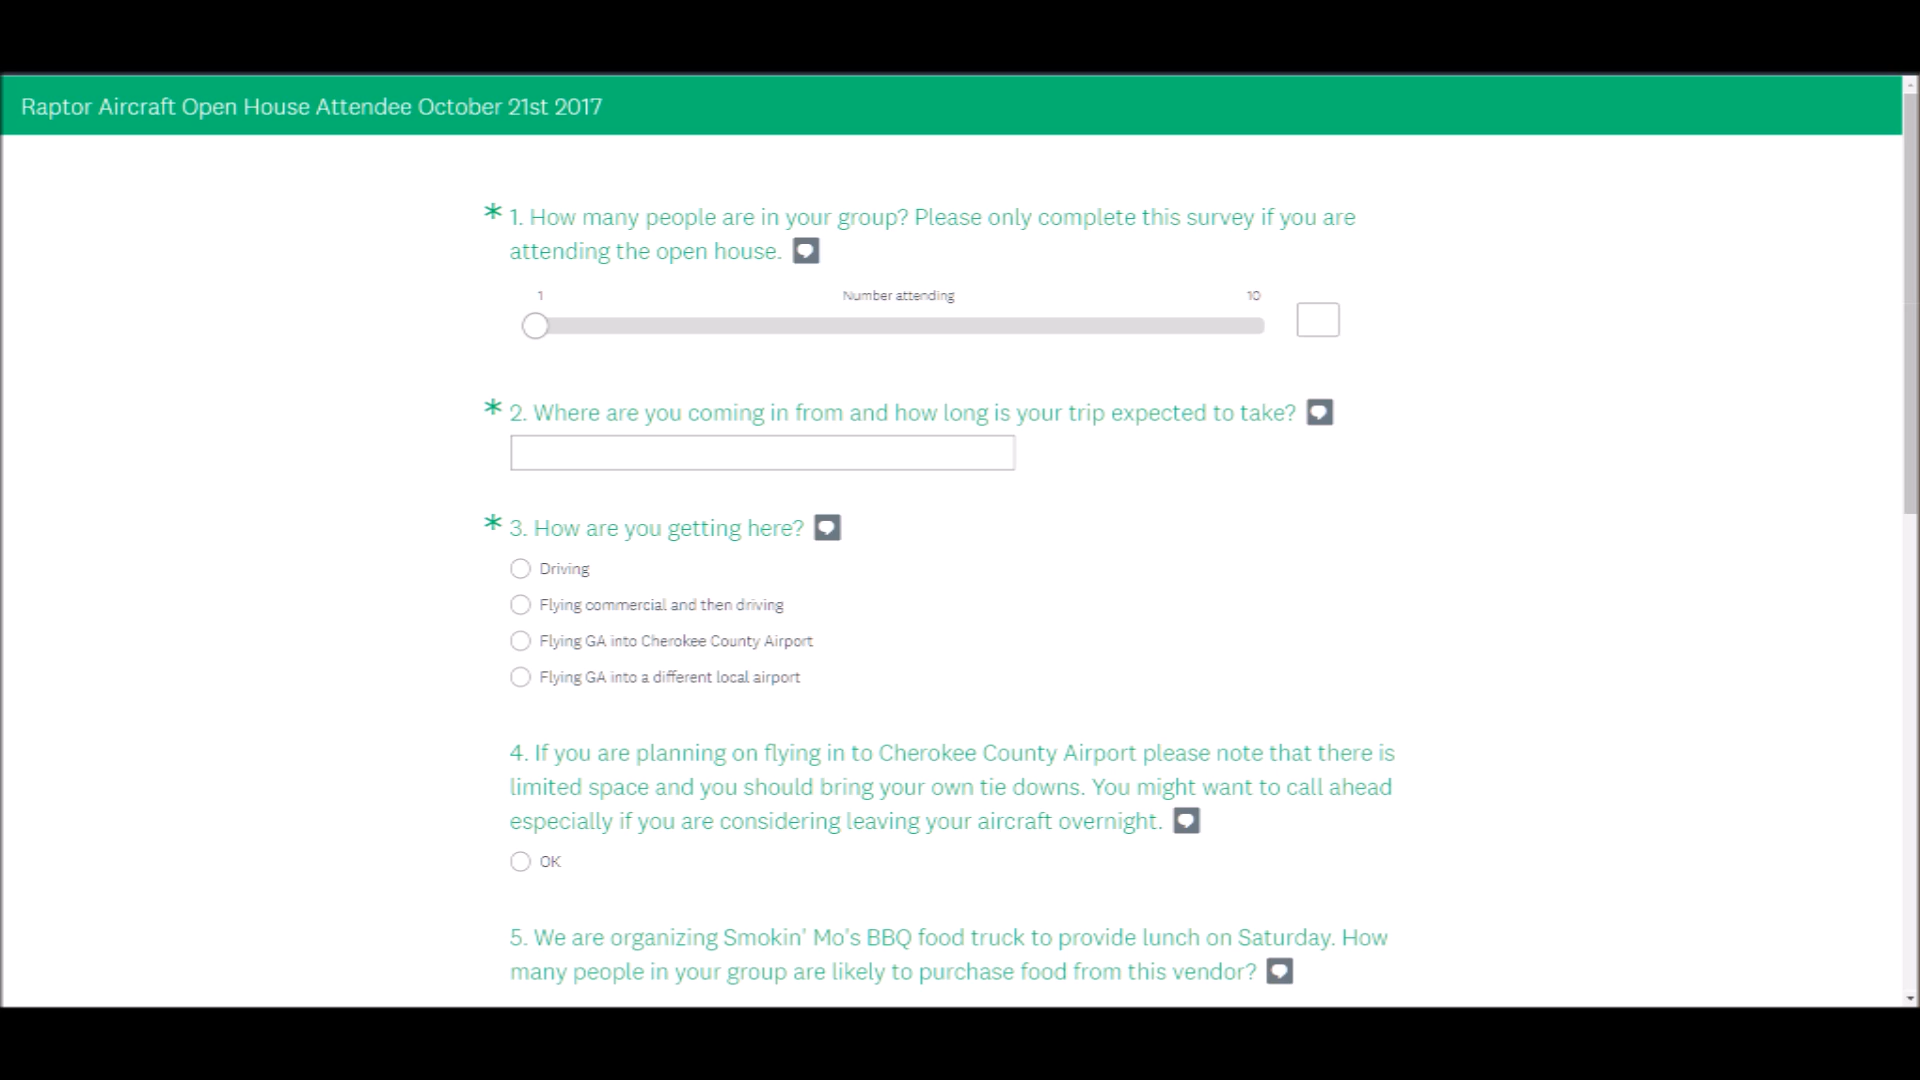 Raptor Aircraft Open House Attendee October 21st 2017
* 1. How many people are in your group? Please only complete this survey if you are
attending the open house.
1 Number attending 10
* 2. Where are you coming in from and how long is your trip expected to take?
* 3. How are you getting here?
Driving
Flying commercial and then driving
Flying GA into Cherokee County Airport
Flying GA into a different local airport
4. If you are planning on flying in to Cherokee County Airport please note that there is
limited space and you should bring your own tie downs. You might want to call ahead
especially if you are considering leaving your aircraft overnight.
OK
5. We are organizing Smokin' Mo's BBQ food truck to provide lunch on Saturday. How
many people in your group are likely to purchase food from this vendor?